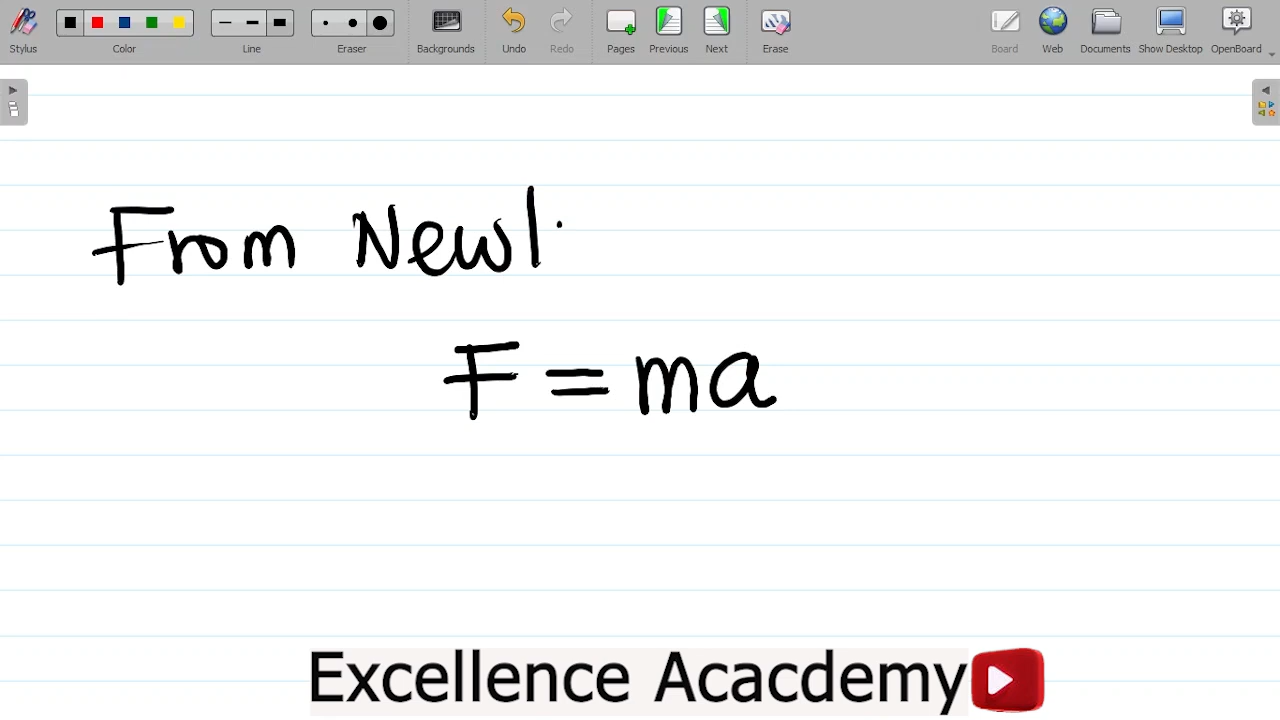 Stylus Color Line Eraser Backgrounds Undo Redo Pages Previous Next Erase Board Web Documents Show Desktop OpenBoard
From Newl
F = ma
Excellence Acacdemy